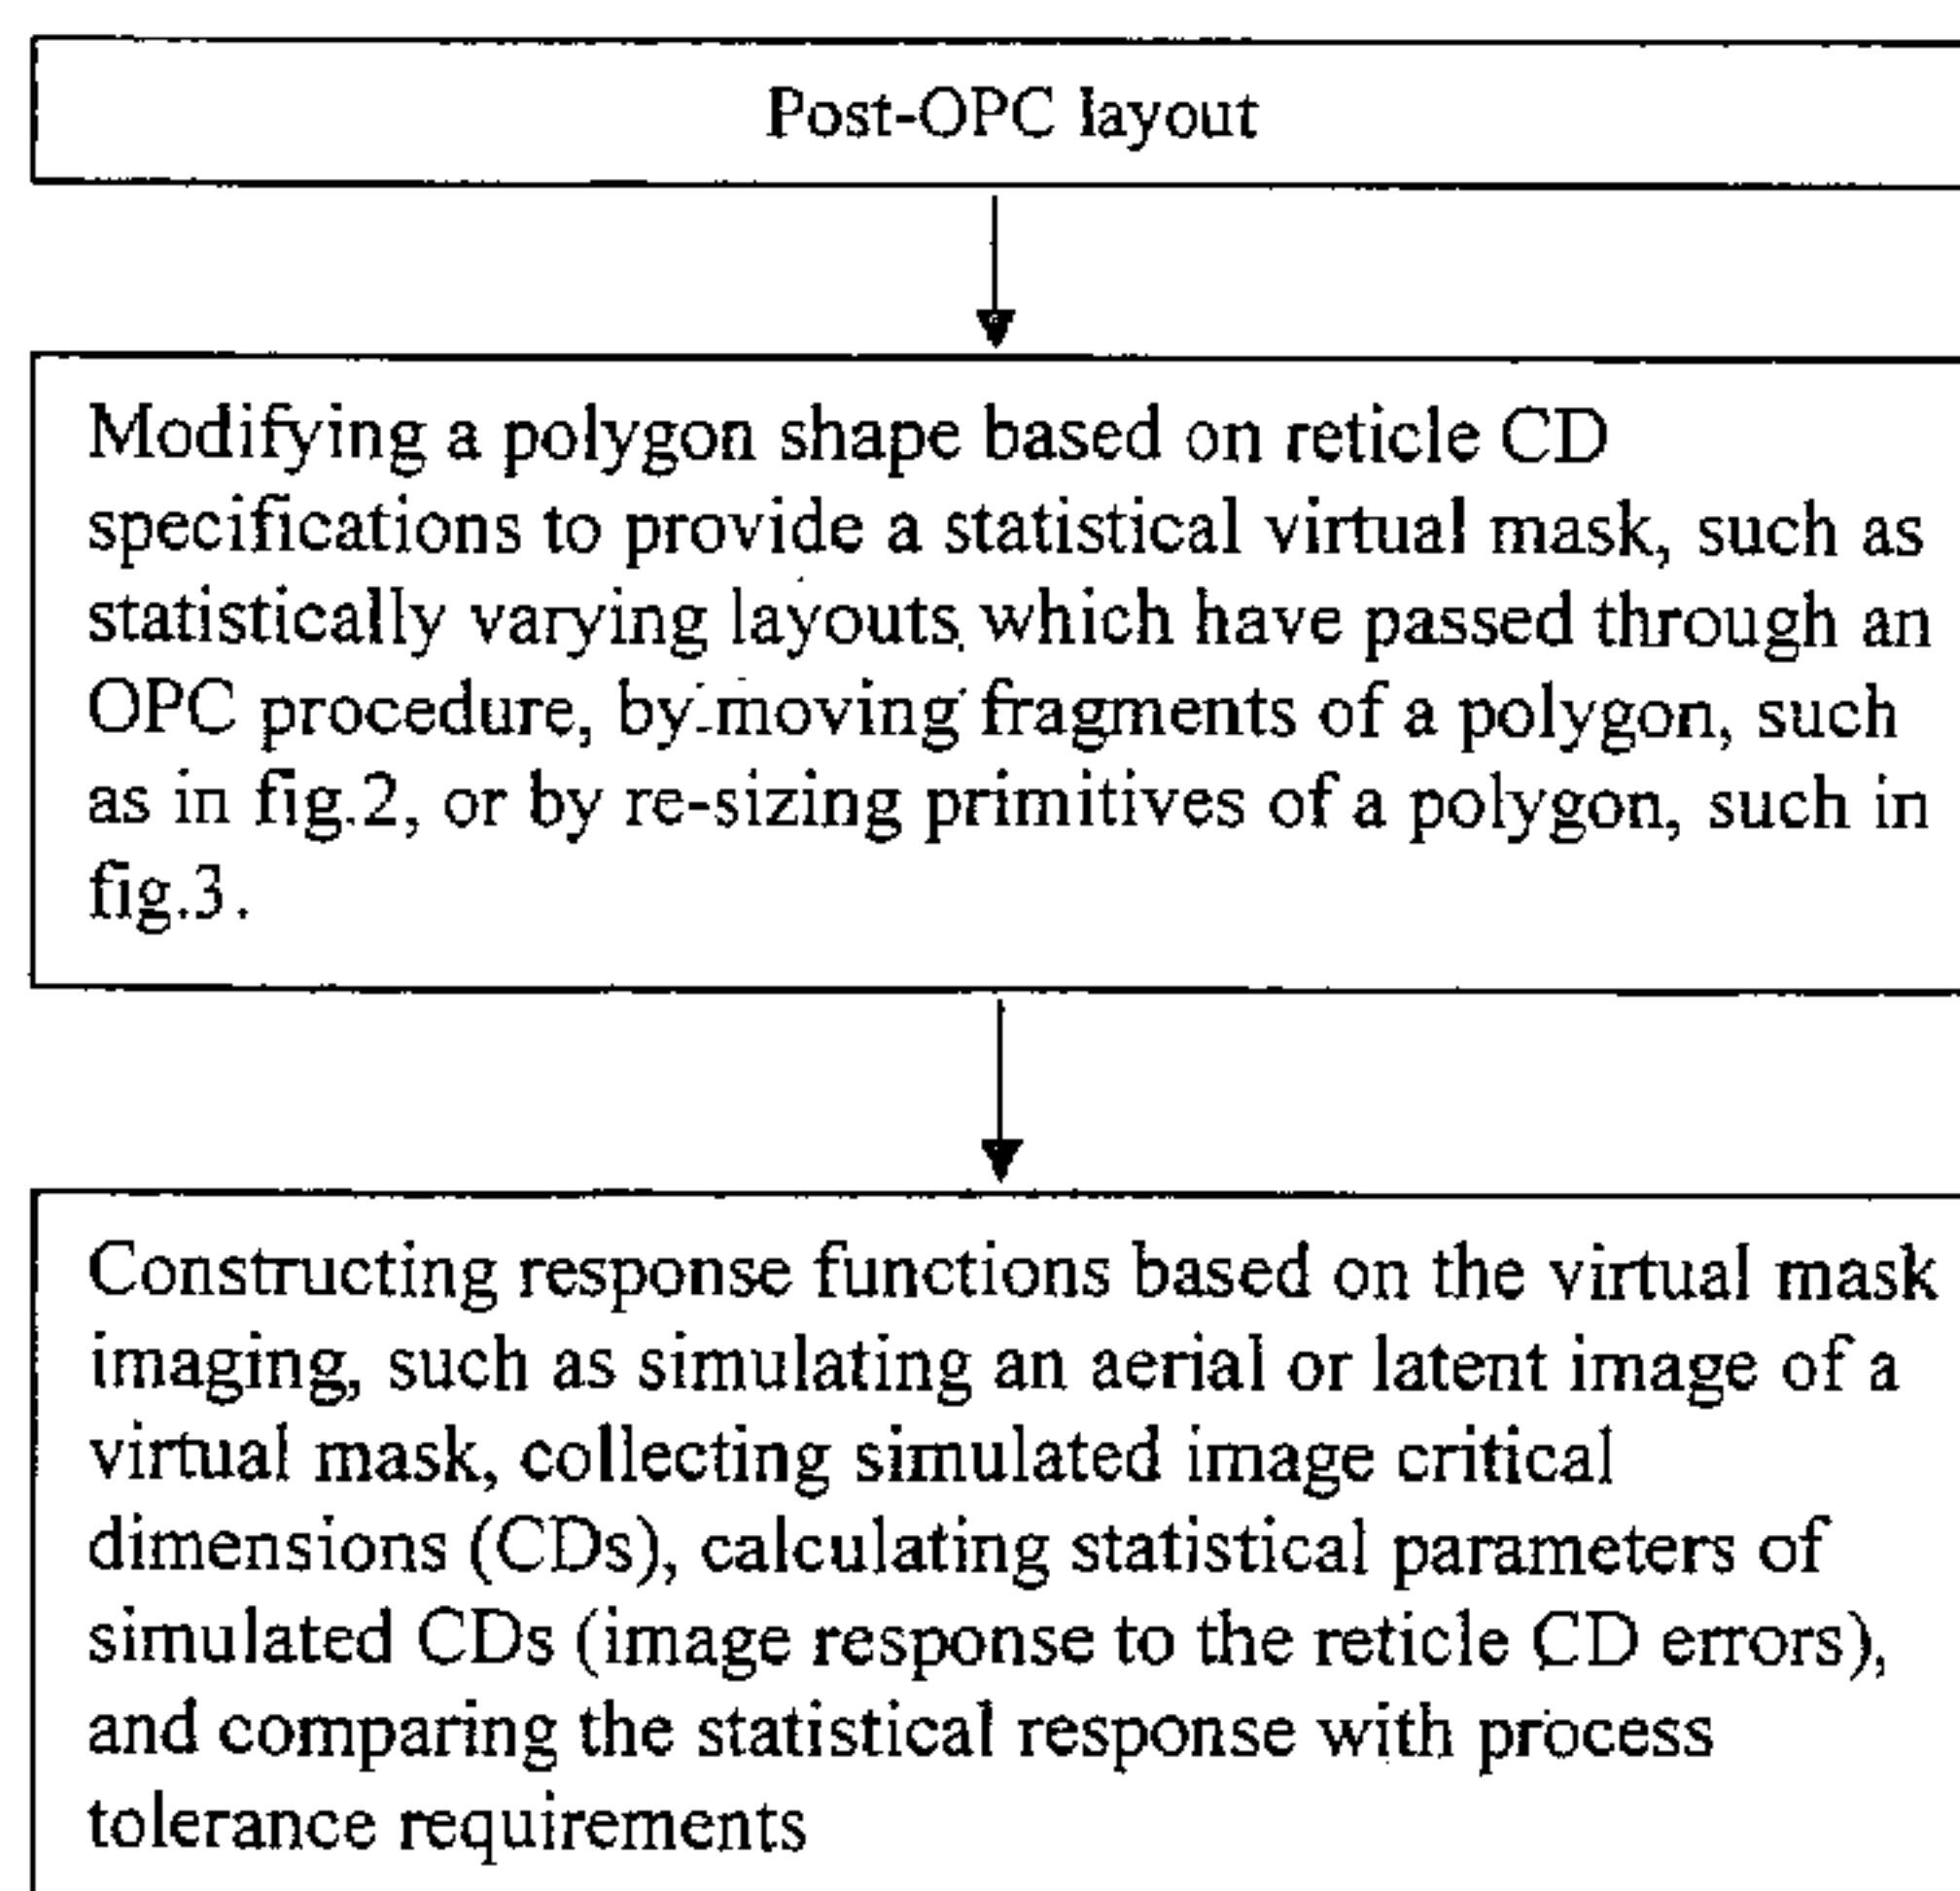 Post-OPC layout
Modifying a polygon shape based on reticle CD
specifications to provide a statistical virtual mask, such as
statistically varying layouts which have passed through an
OPC procedure, by moving fragments of a polygon, such
as in fig.2, or by re-sizing primitives of a polygon, such in
fig.3.
Constructing response functions based on the virtual mask
imaging, such as simulating an aerial or latent image of a
virtual mask, collecting simulated image critical
dimensions (CDs), calculating statistical parameters of
simulated CDs (image response to the reticle CD errors),
and comparing the statistical response with process
tolerance requirements